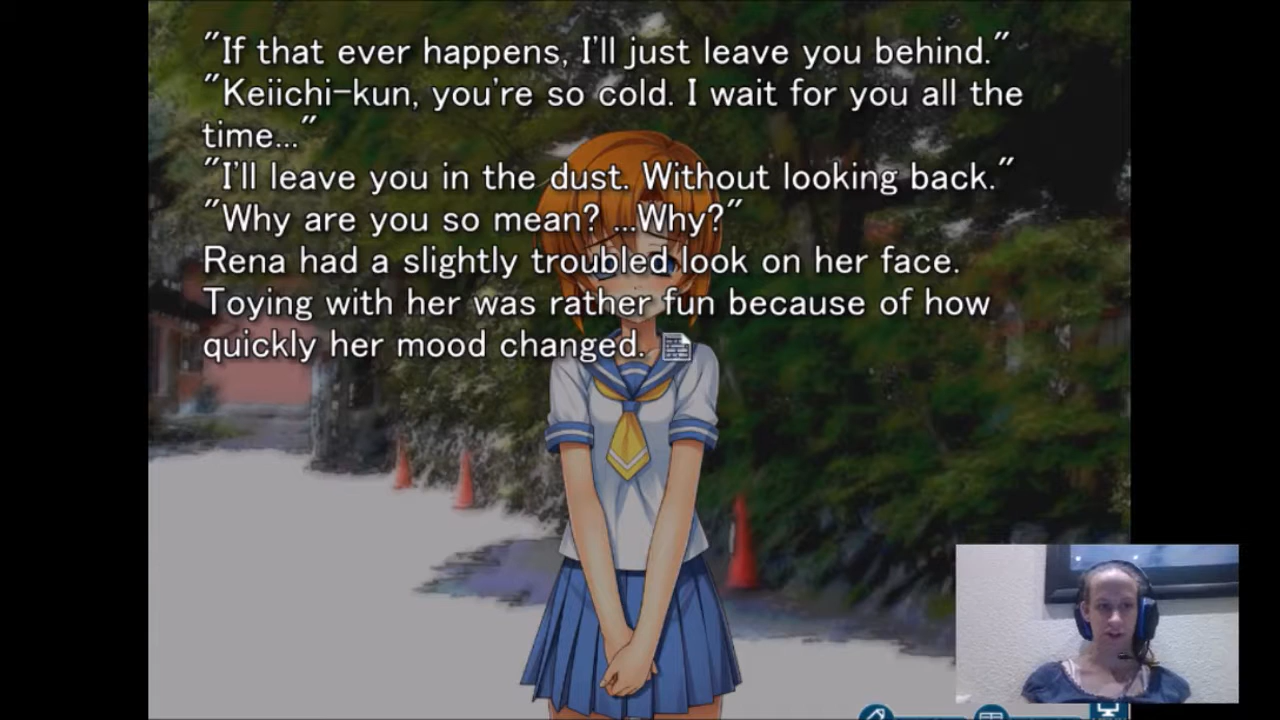 "If that ever happens, I'll just leave you behind."
"Keiichi-kun, you're so cold. I wait for you all the
time..."
"I'll leave you in the dust. Without looking back."
"Why are you so mean? ...Why?"
Rena had a slightly troubled look on her face.
Toying with her was rather fun because of how
quickly her mood changed.